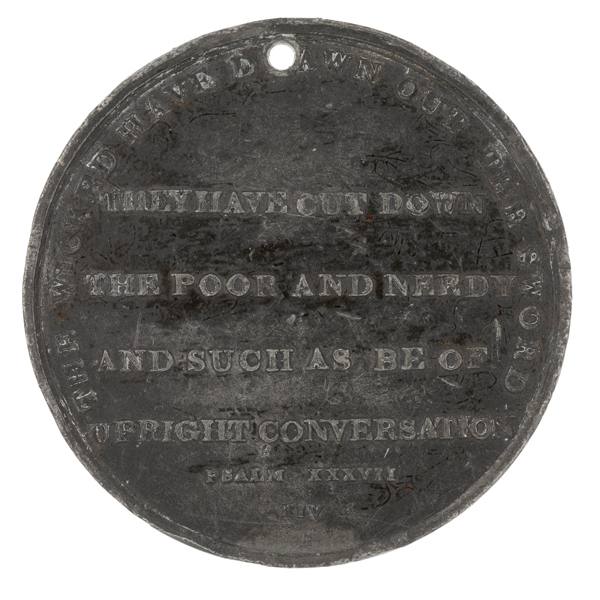 THE WICKED HAVE DRAWN OUT THE SWORD
THEY HAVE CUT DOWN
THE POOR AND NEEDY
AND SUCH AS BE OF
UPRIGHT CONVERSATION
PSALM XXXVII
XIV